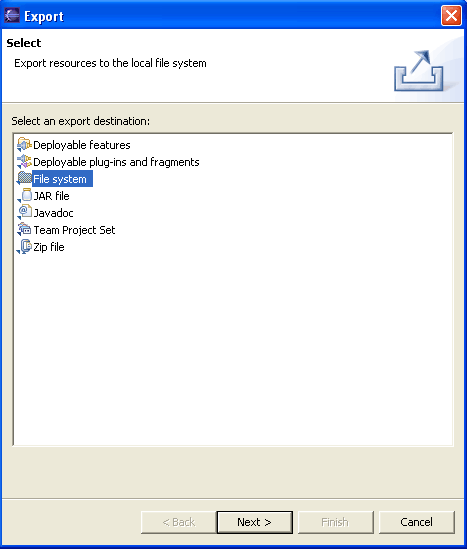 Export
Select
Export resources to the local file system
Select an export destination:
Deployable features
Deployable plug-ins and fragments
File system
JAR file
Javadoc
Team Project Set
Zip file
< Back Next > Finish Cancel